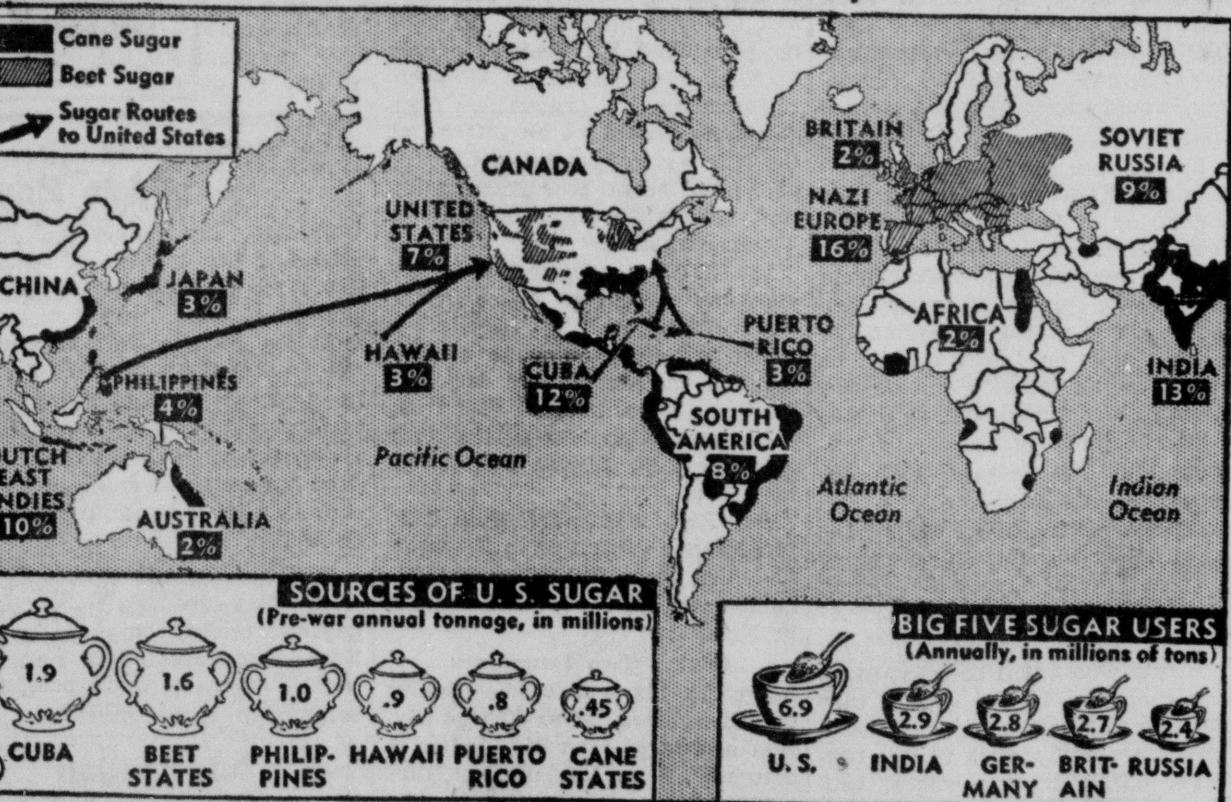 Cane Sugar
Beet Sugar
Sugar Routes
to United States
CANADA
BRITAIN
2%
SOVIET
RUSSIA
9%
NAZI
EUROPE
16%
UNITED
STATES
7%
CHINA
JAPAN
3%
AFRICA
2%
PUERTO
RICO
3%
HAWAII
3%
CUBA
12%
INDIA
13%
PHILIPPINES
4%
SOUTH
AMERICA
8%
Pacific Ocean
Atlantic
Ocean
Indian
Ocean
DUTCH
EAST
INDIES
10%
AUSTRALIA
2%
SOURCES OF U. S. SUGAR
(Pre-war annual tonnage, in millions)
1.9
1.6
1.0
.9
.8
.45
CUBA
BEET
STATES
PHILIP-
PINES
HAWAII
PUERTO
RICO
CANE
STATES
BIG FIVE SUGAR USERS
(Annually, in millions of tons)
6.9
2.9
2.8
2.7
2.4
U. S.
INDIA
GER-
MANY
BRIT-
AIN
RUSSIA